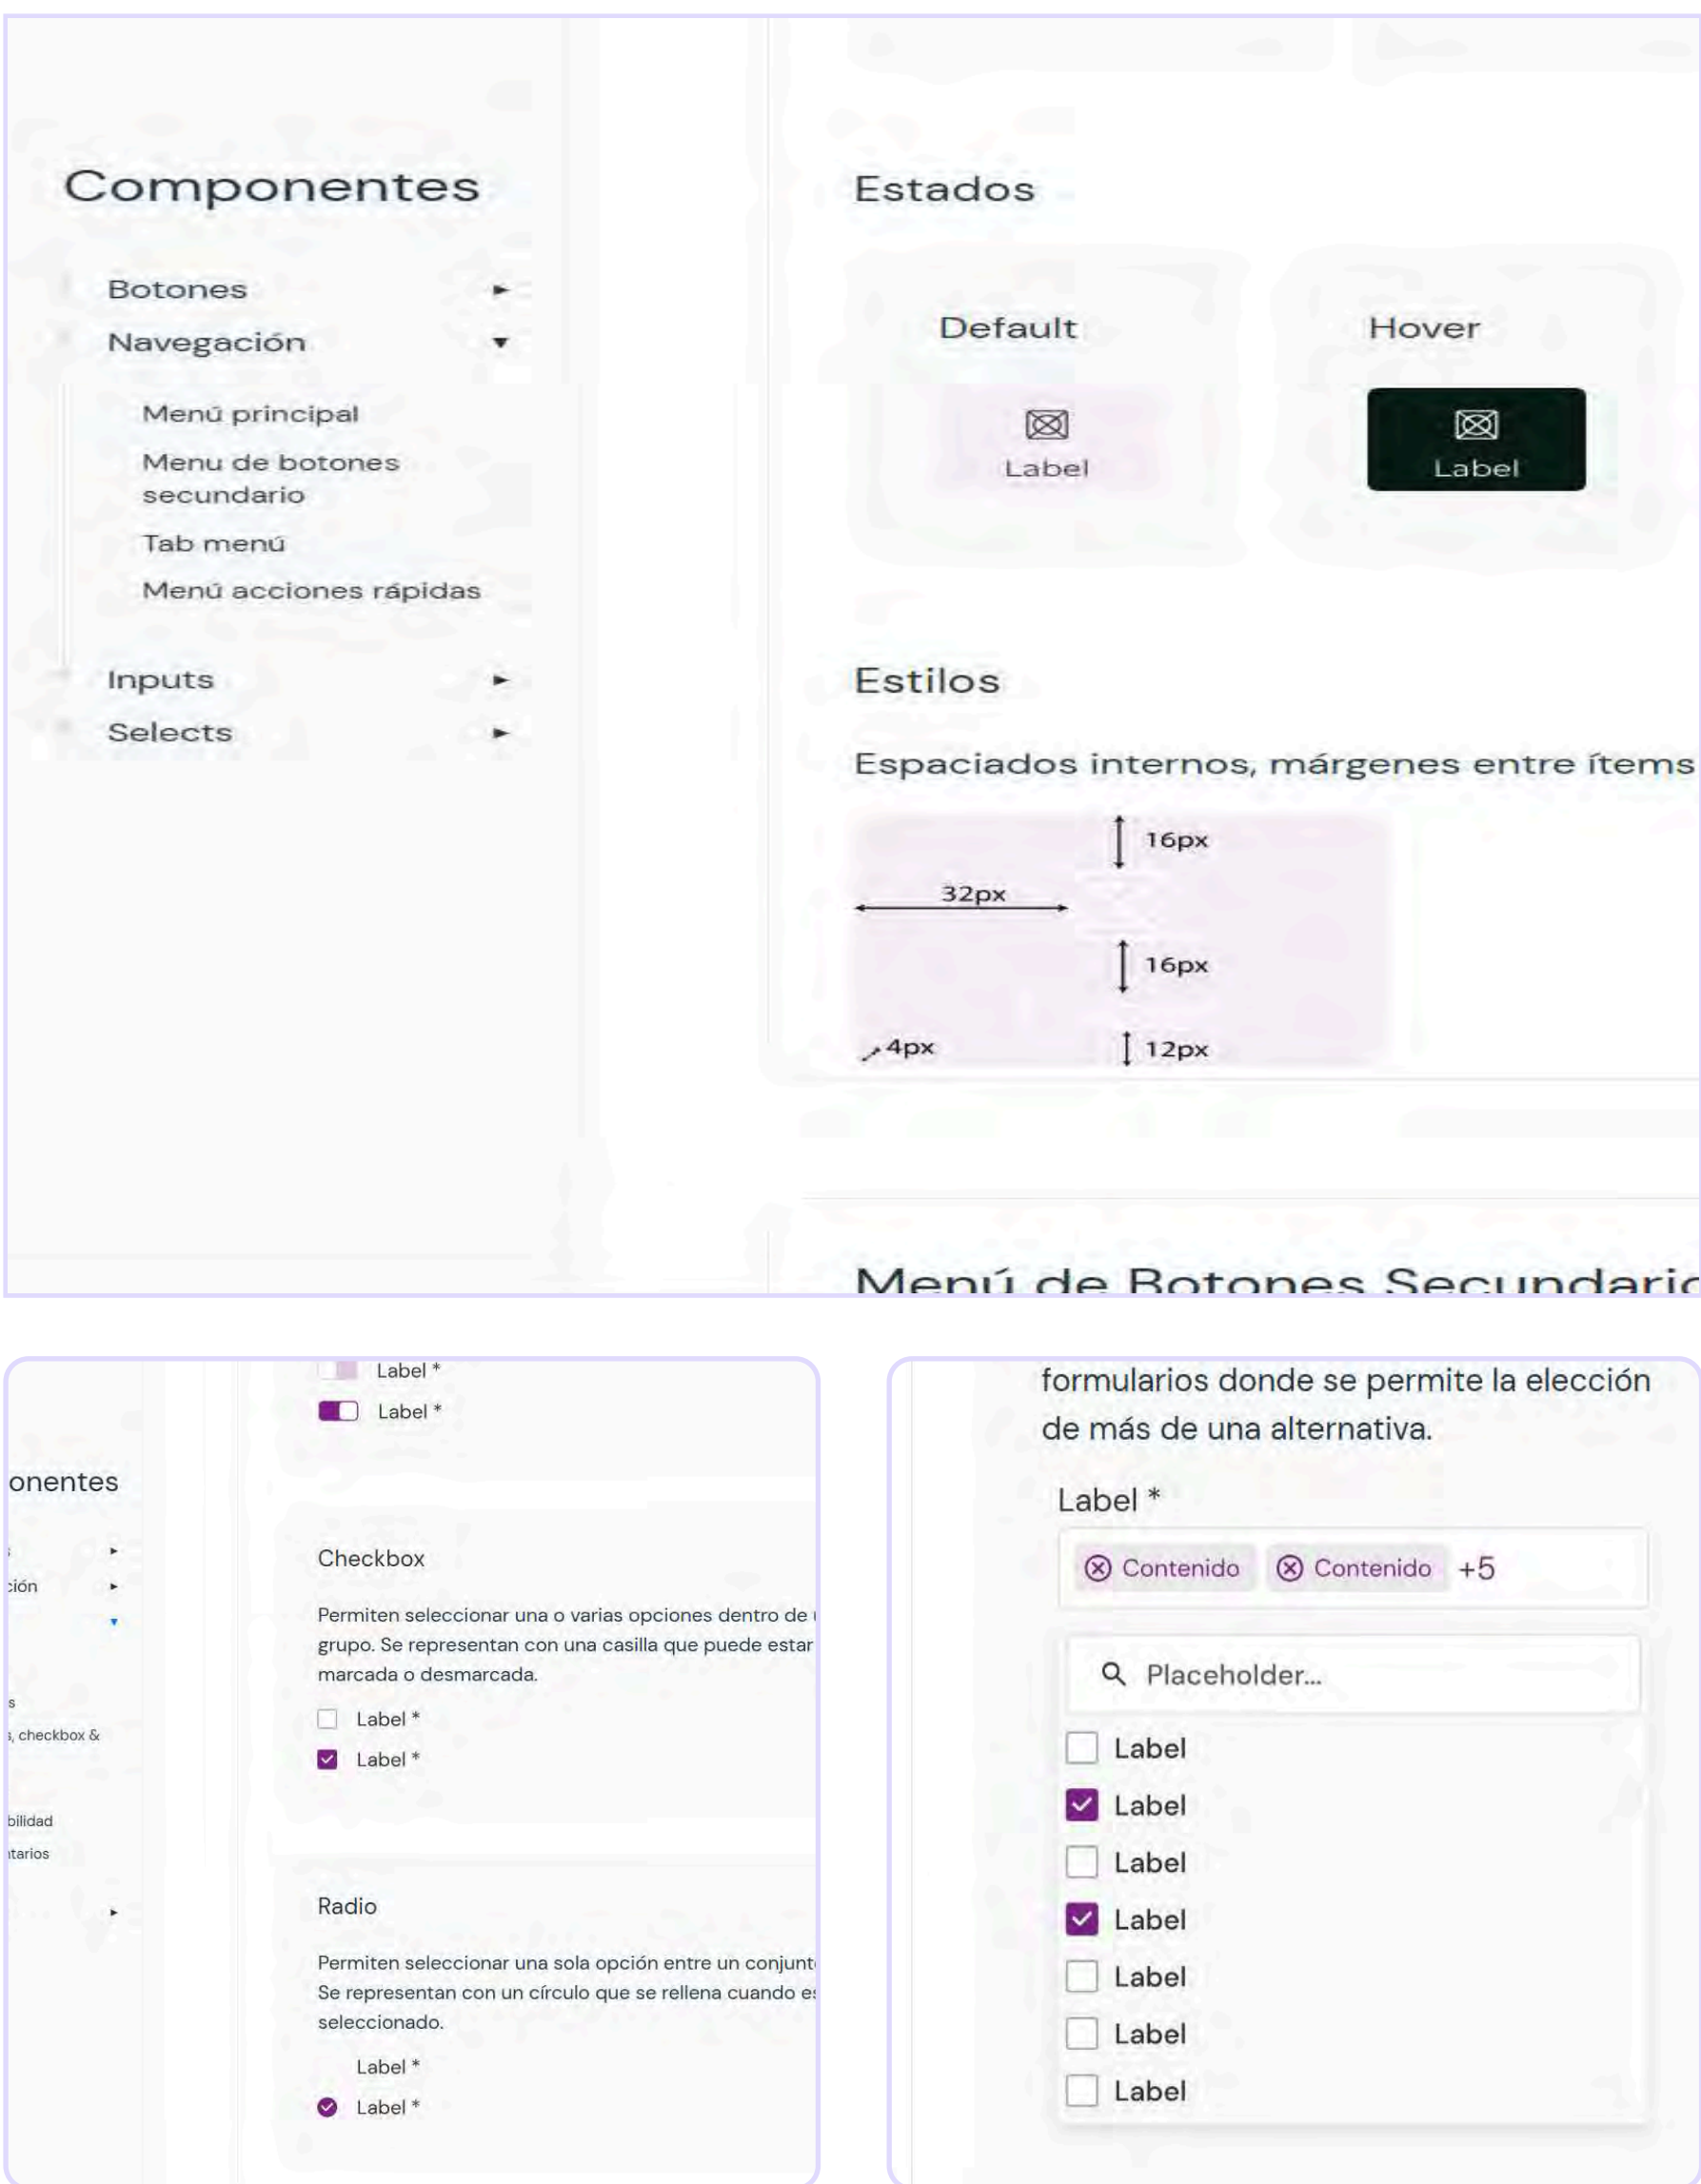 Componentes
Botones
Navegación
Menú principal
Menu de botones
secundario
Tab menú
Menú acciones rápidas
Inputs
Selects
Estados
Default
Hover
Label
Label
Estilos
Espaciados internos, márgenes entre ítems
16px
32px
16px
4px
12px
Menú de Botones Secundario
onentes
ión
s
, checkbox &
bilidad
tarios
Label *
Label *
Checkbox
Permiten seleccionar una o varias opciones dentro de
grupo. Se representan con una casilla que puede estar
marcada o desmarcada.
Label *
Label *
Radio
Permiten seleccionar una sola opción entre un conjunt
Se representan con un círculo que se rellena cuando es
seleccionado.
Label *
Label *
formularios donde se permite la elección
de más de una alternativa.
Label *
Contenido
Contenido
+5
Placeholder...
Label
Label
Label
Label
Label
Label
Label